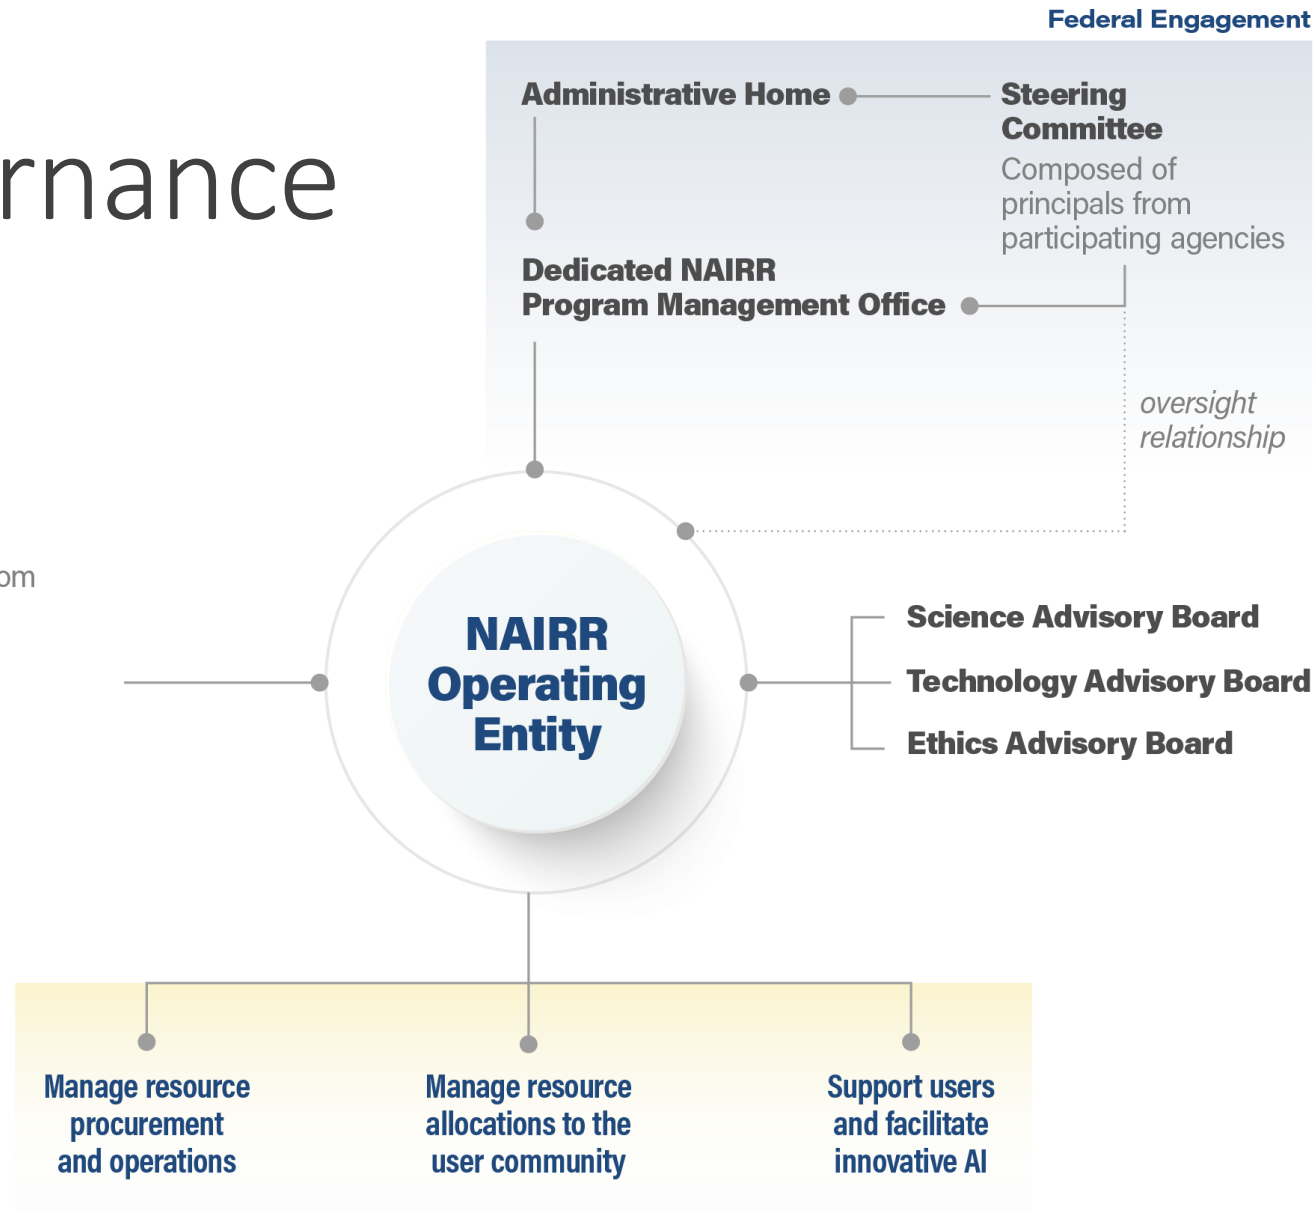 Federal Engagement
Administrative Home
Steering
Committee
Composed of
principals from
participating agencies
rnance
Dedicated NAIRR
Program Management Office
oversight
relationship
om
NAIRR
Operating
Entity
Science Advisory Board
Technology Advisory Board
Ethics Advisory Board
Manage resource
procurement
and operations
Manage resource
allocations to the
user community
Support users
and facilitate
innovative AI